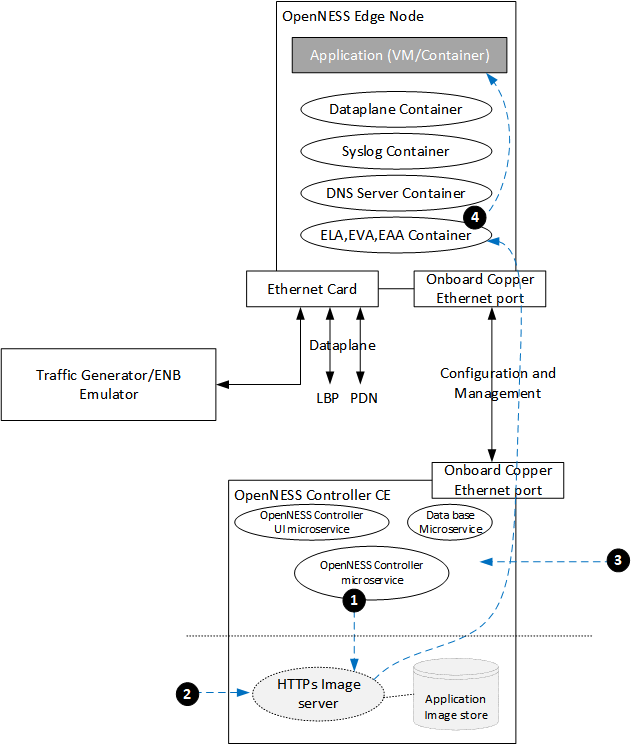 OpenNESS Edge Node
Application (VM/Container)
Dataplane Container
Syslog Container
DNS Server Container
4
ELA,EVA,EAA Container
Ethernet Card
Onboard Copper
Ethernet port
Dataplane
LBP
PDN
Traffic Generator/ENB
Emulator
Configuration and
Management
Onboard Copper
Ethernet port
OpenNESS Controller CE
OpenNESS Controller
UI microservice
Data base
Microservice
OpenNESS Controller
microservice
3
1
2
HTTPs Image
server
Application
Image store